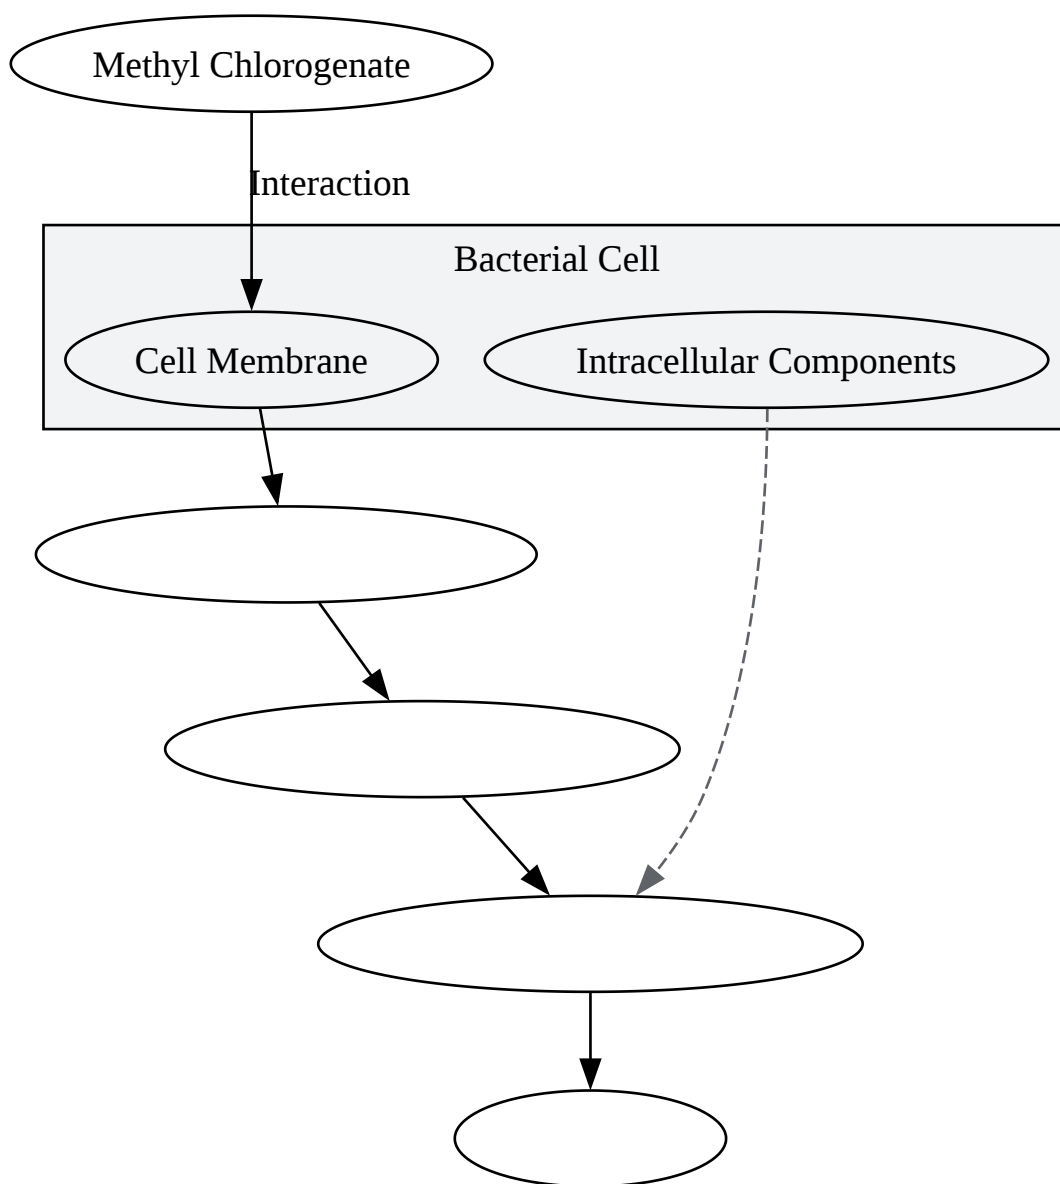 Methyl Chlorogenate
Interaction
Bacterial Cell
Cell Membrane
Intracellular Components